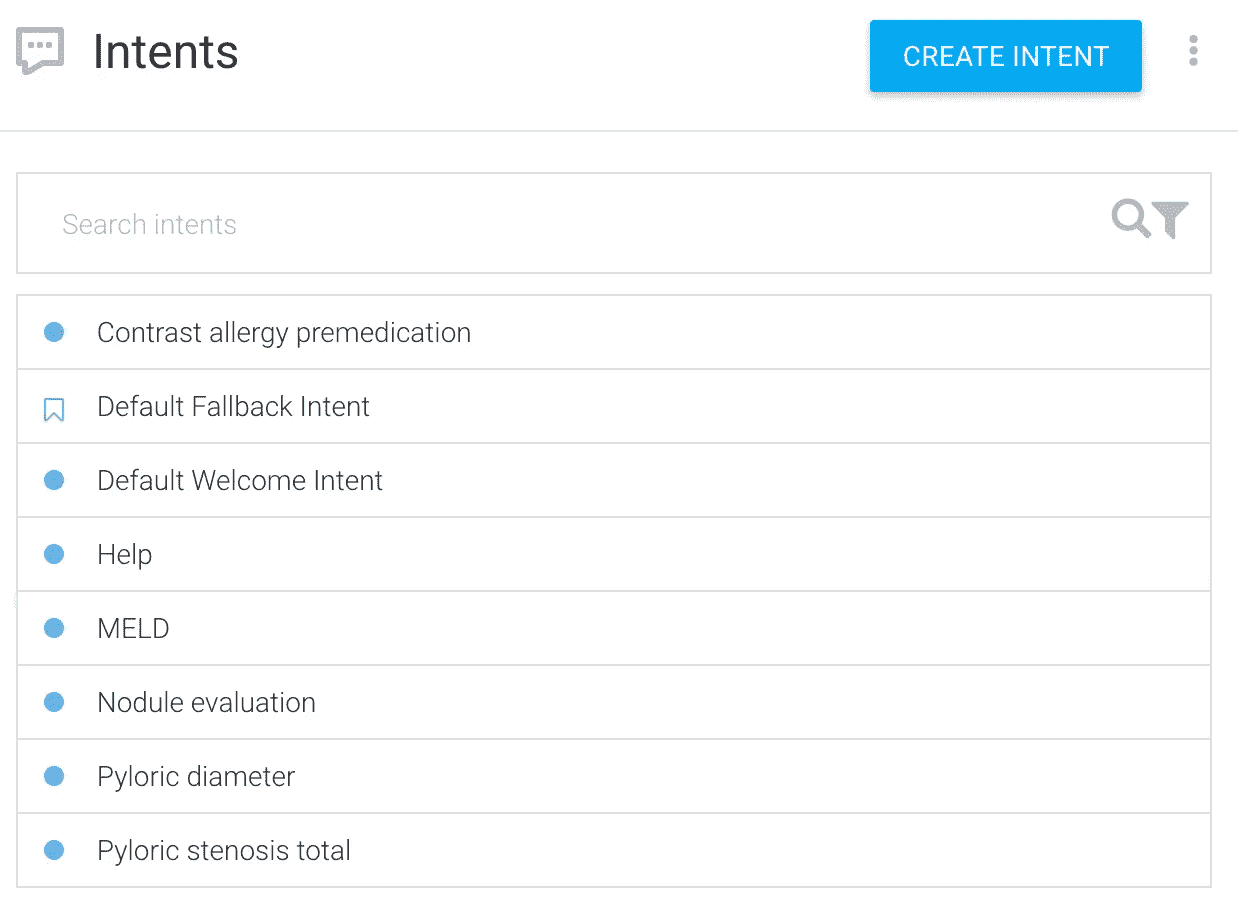 Intents
CREATE INTENT
Search intents
Contrast allergy premedication
Default Fallback Intent
Default Welcome Intent
Help
MELD
Nodule evaluation
Pyloric diameter
Pyloric stenosis total